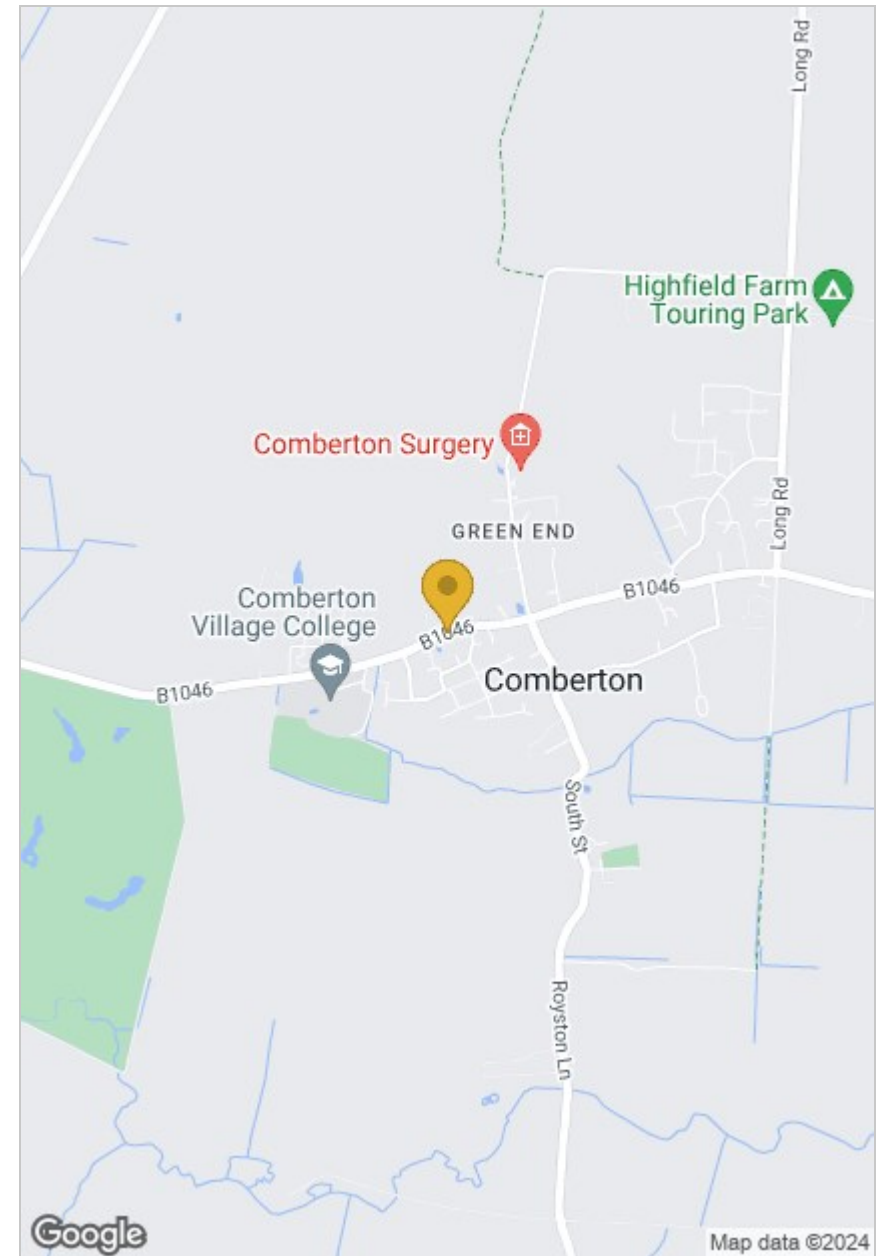 Long Rd
Highfield Farm
Touring Park
Comberton Surgery
Long Rd
GREEN END
B1046
Comberton
Village College
B1046
Comberton
B1046
South St
Royston Ln
Google
Map data ©2024